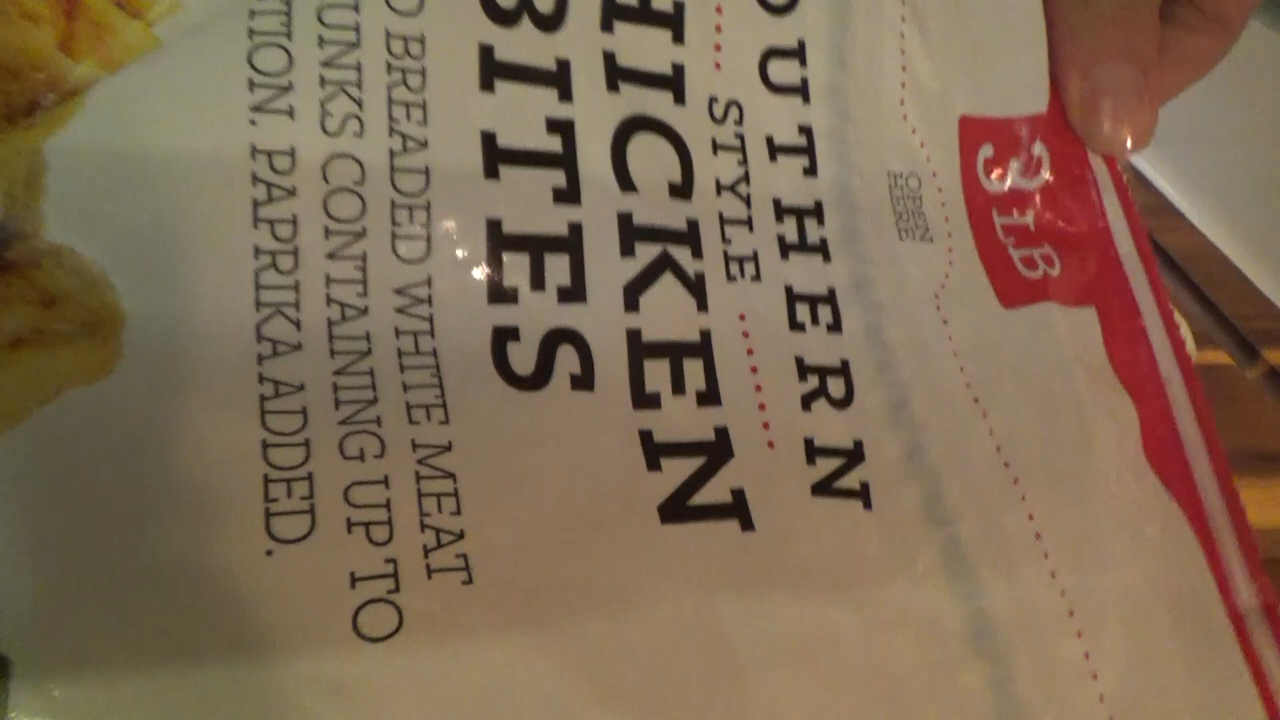 3 LB
OPEN
HERE
OUTHERN
STYLE
HICKEN
BITES
BREADED WHITE MEAT
UNKS CONTAINING UP TO
TION. PAPRIKA ADDED.